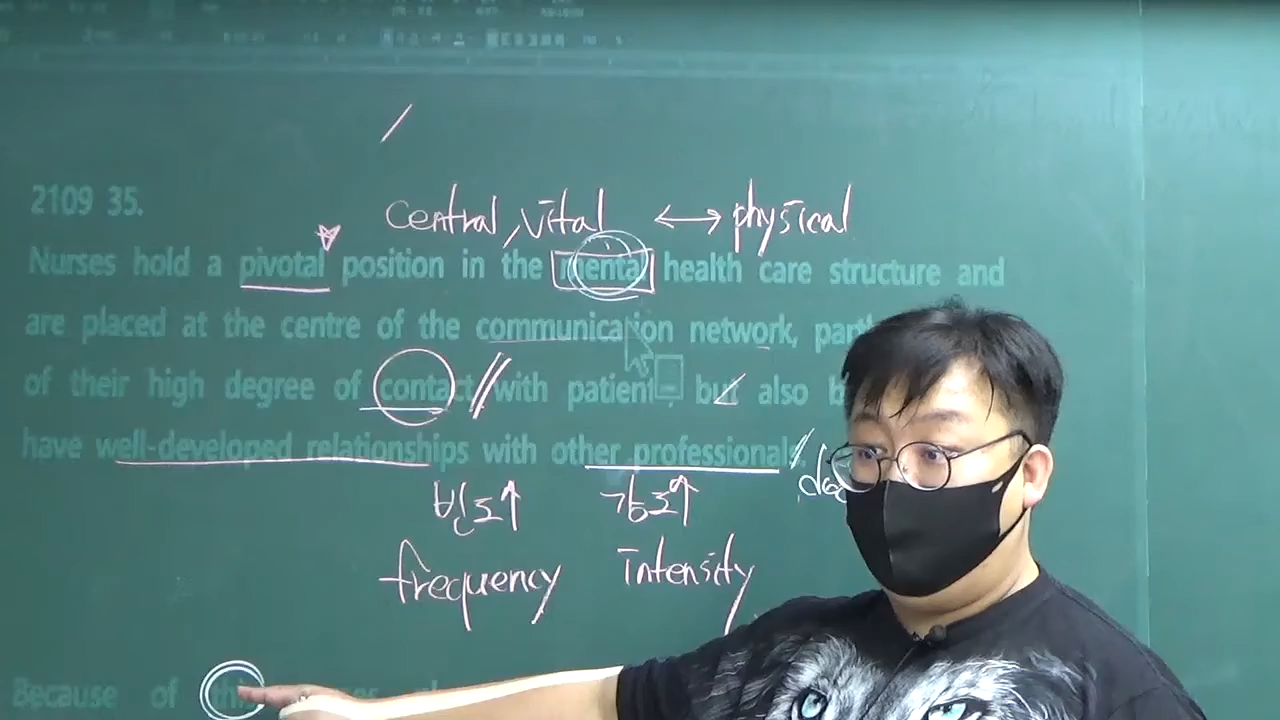 2109 35.
central, vital ↔ physical
Nurses hold a pivotal position in the mental health care structure and
are placed at the centre of the communication network,
of their high degree of contact with patient, but also
have well-developed relationships with other professionals,
빈도↑ 강도↑
frequency intensity
Because of this